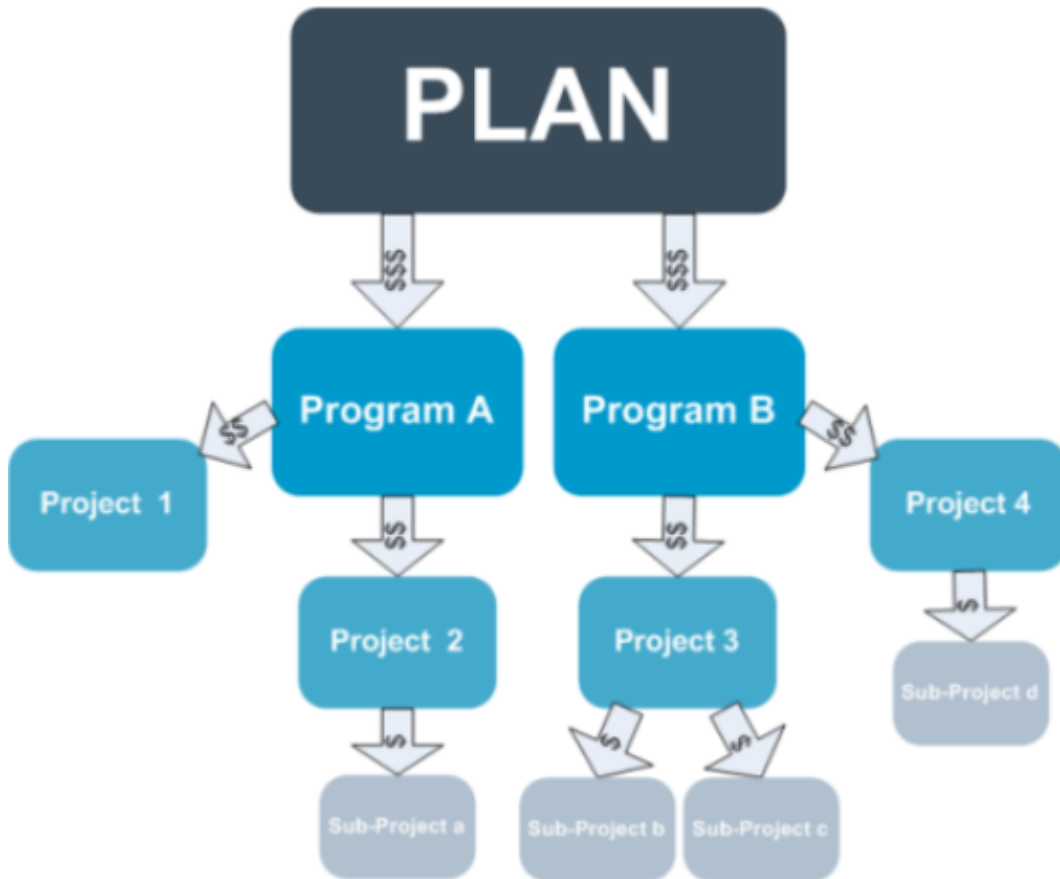 PLAN
$$$
$$$
Program A
Program B
$$
$$
Project  1
$$
$$
Project 4
Project  2
Project 3
$
Sub-Project d
$
$
$
Sub-Project a
Sub-Project b
Sub-Project c